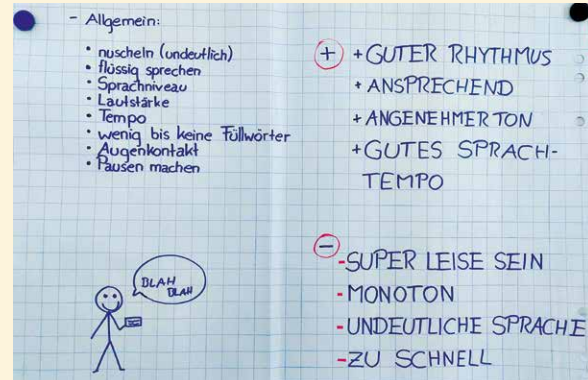 - Allgemein:
• nuscheln (undeutlich)
• flüssig sprechen
• Sprachniveau
• Lautstärke
• Tempo
• wenig bis keine Füllwörter
• Augenkontakt
• Pausen machen
BLAH
BLAH
+ +GUTER RHYTHMUS
+ANSPRECHEND
+ANGENEHMER TON
+GUTES SPRACH-
TEMPO
-
-SUPER LEISE SEIN
-MONOTON
-UNDEUTLICHE SPRACHE
-ZU SCHNELL